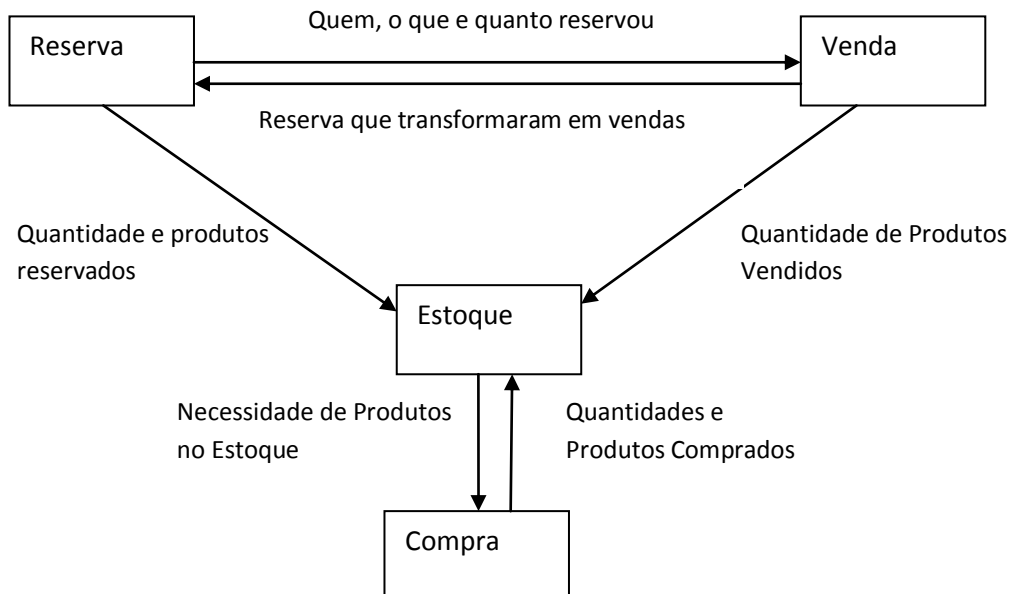 Quem, o que e quanto reservou
Reserva
Venda
Reserva que transformaram em vendas
Quantidade e produtos
reservados
Quantidade de Produtos
Vendidos
Estoque
Necessidade de Produtos
no Estoque
Quantidades e
Produtos Comprados
Compra